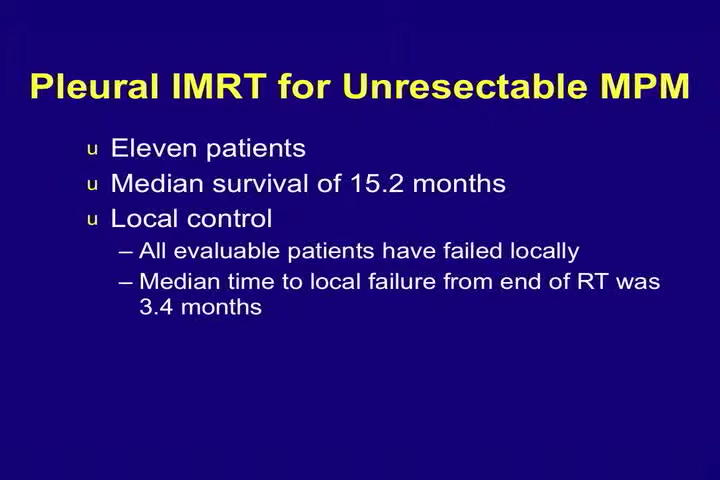 Pleural IMRT for Unresectable MPM
u Eleven patients
u Median survival of 15.2 months
u Local control
– All evaluable patients have failed locally
– Median time to local failure from end of RT was
3.4 months